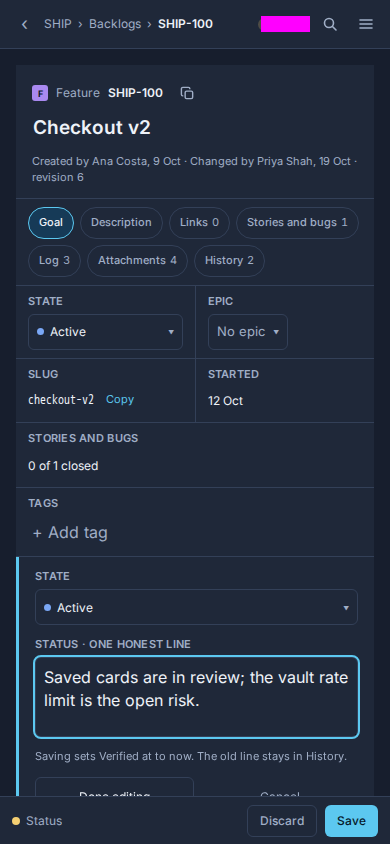 SHIP › Backlogs › SHIP-100
F Feature SHIP-100
Checkout v2
Created by Ana Costa, 9 Oct · Changed by Priya Shah, 19 Oct ·
revision 6
Goal Description Links 0 Stories and bugs 1
Log 3 Attachments 4 History 2
STATE EPIC
Active No epic
SLUG STARTED
checkout-v2 Copy 12 Oct
STORIES AND BUGS
0 of 1 closed
TAGS
+ Add tag
STATE
Active
STATUS · ONE HONEST LINE
Saved cards are in review; the vault rate
limit is the open risk.
Saving sets Verified at to now. The old line stays in History.
Done editing Cancel
Status Discard Save